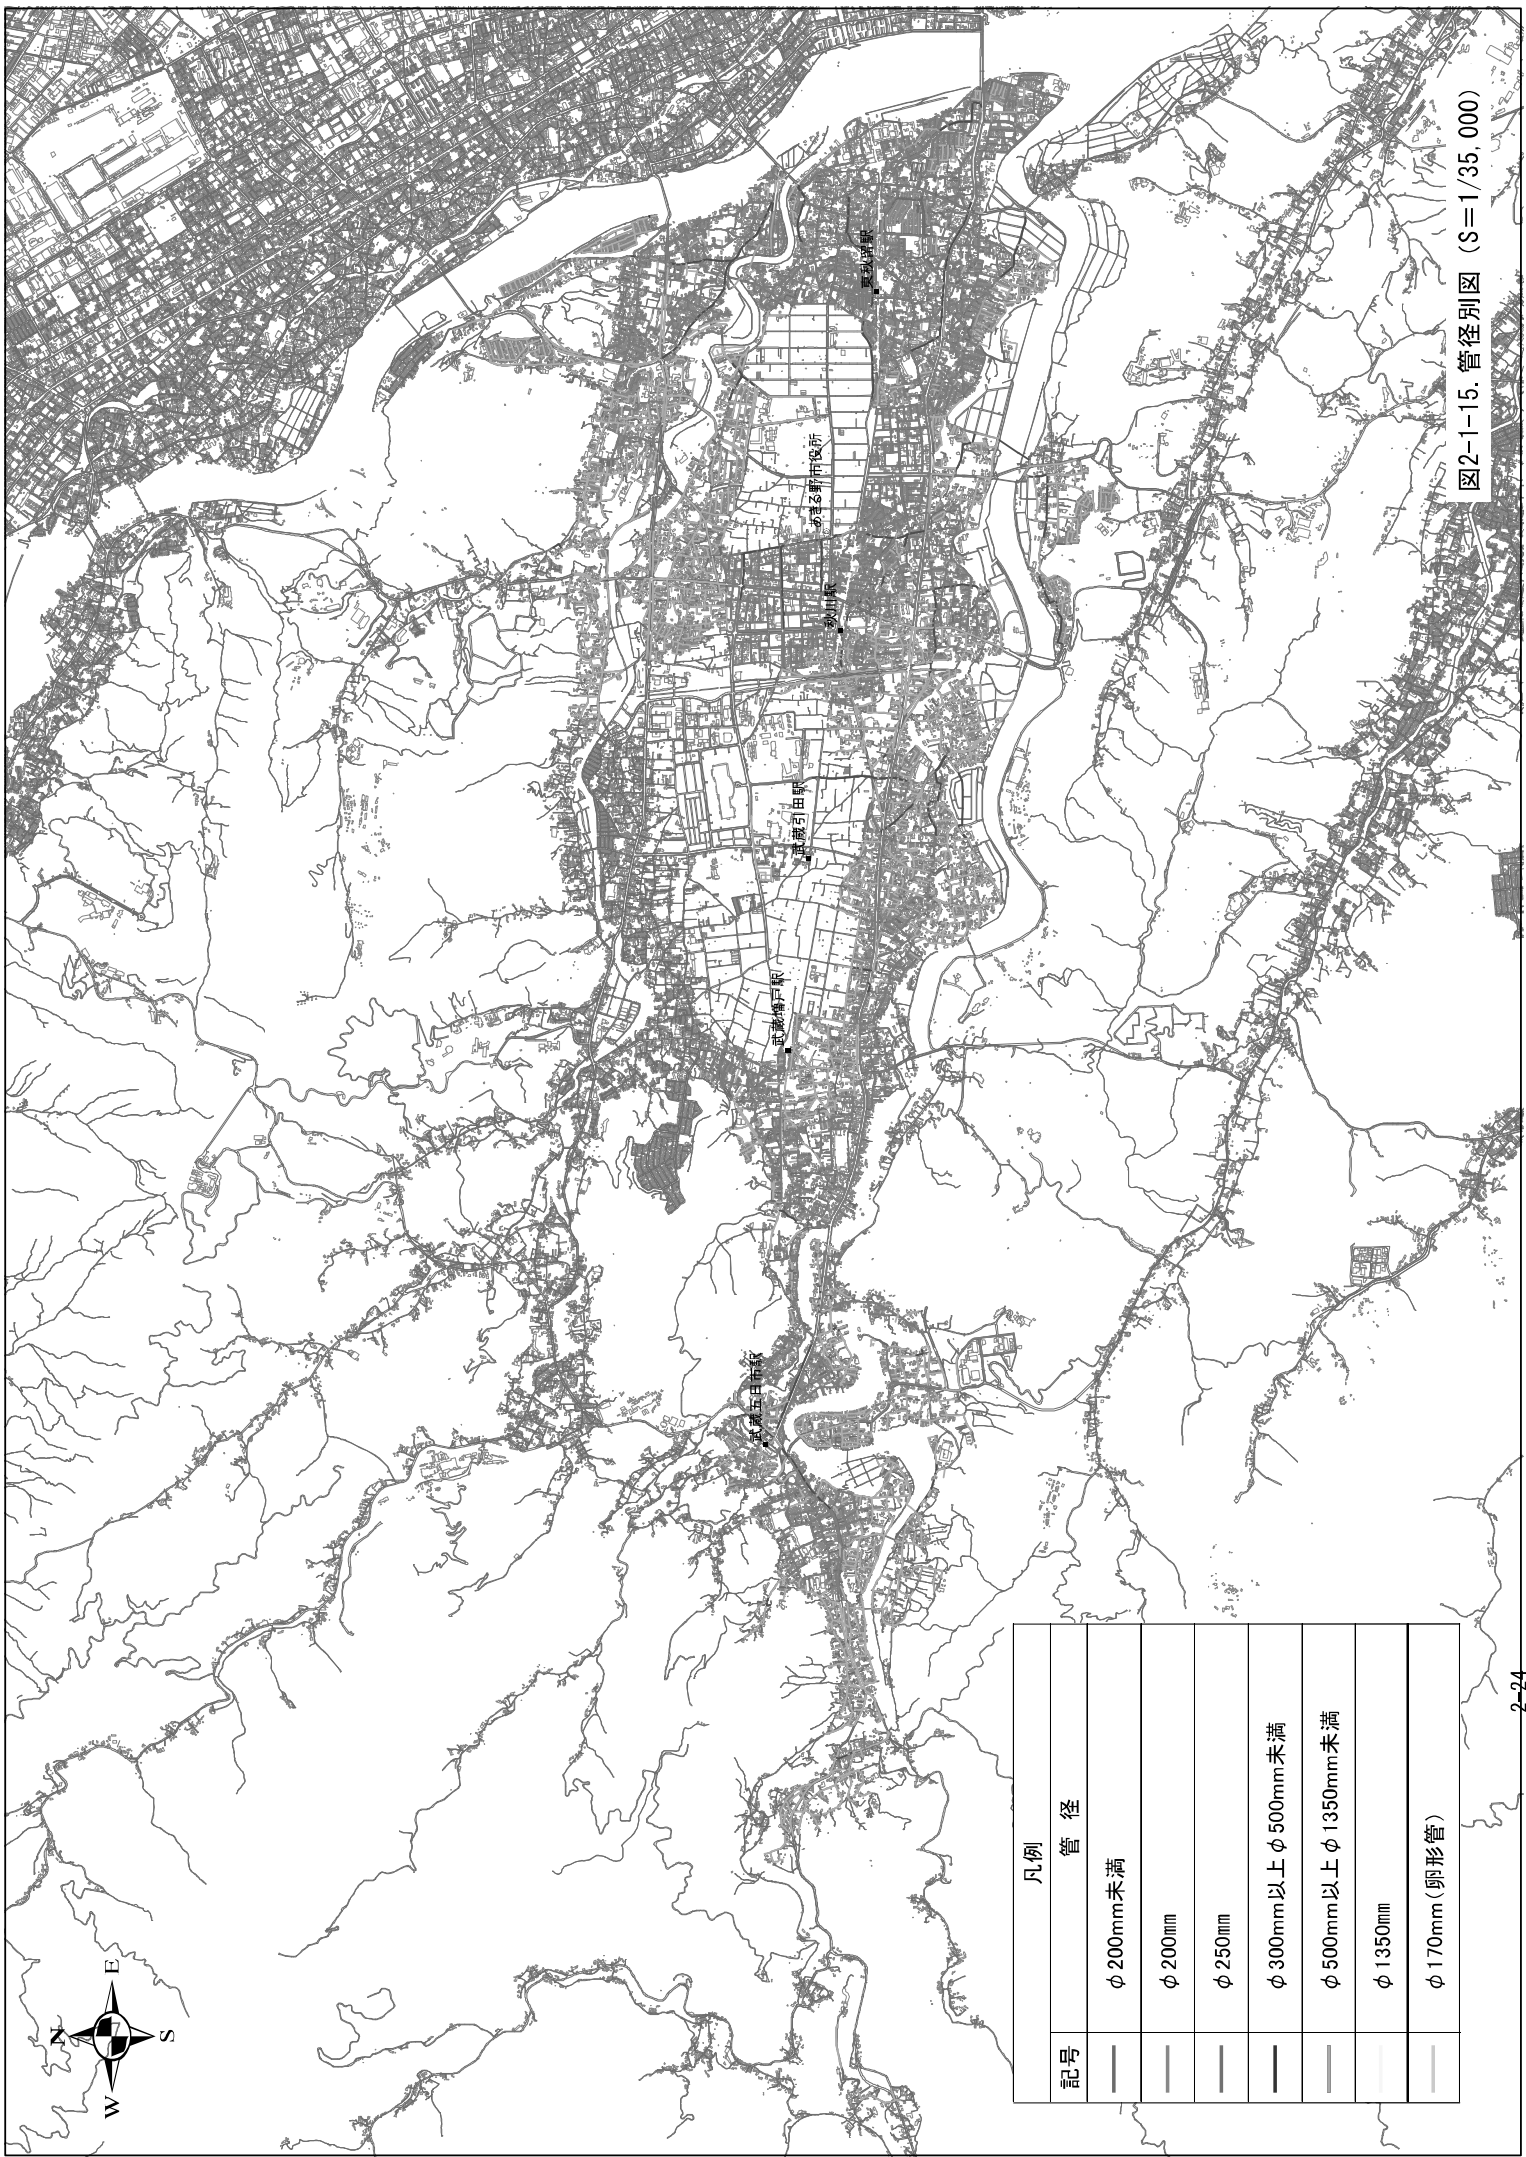 N
W
E
S
武蔵五日市駅
武蔵増戸駅
武蔵引田駅
秋川駅
あきる野市役所
東秋留駅
凡例
記号 管 径
φ200mm未満
φ200mm
φ250mm
φ300mm以上φ500mm未満
φ500mm以上φ1350mm未満
φ1350mm
φ170mm(卵形管)
図2-1-15.管径別図 (S=1/35,000)
2-24